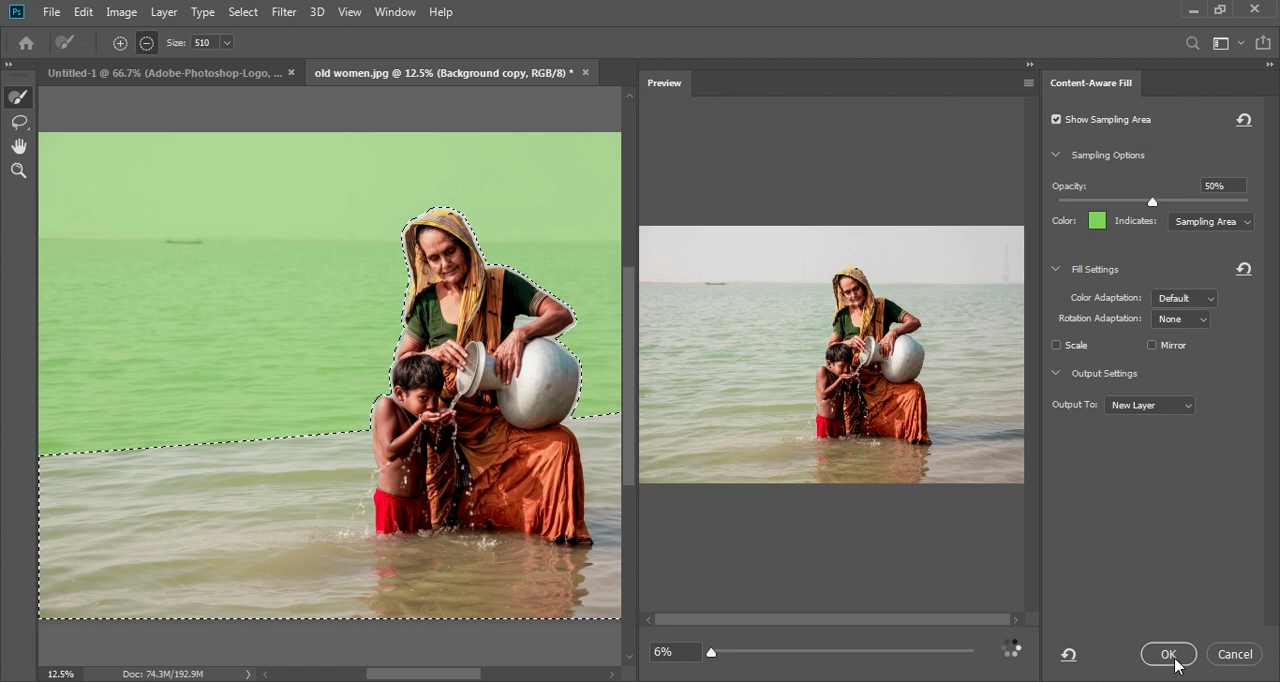 Ps File Edit Image Layer Type Select Filter 3D View Window Help
Size: 510
Untitled-1 @ 66.7% (Adobe-Photoshop-Logo, ... × old women.jpg @ 12.5% (Background copy, RGB/8) * ×
Preview
Content-Aware Fill
Show Sampling Area
Sampling Options
Opacity: 50%
Color: Indicates: Sampling Area
Fill Settings
Color Adaptation: Default
Rotation Adaptation: None
Scale Mirror
Output Settings
Output To: New Layer
6%
OK Cancel
12.5% Doc: 74.3M/192.9M